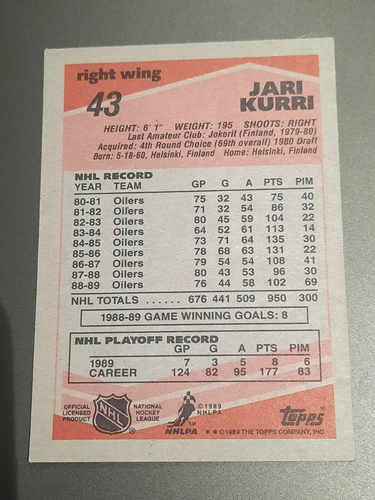 right wing
43
JARI
KURRI
HEIGHT: 6' 1" WEIGHT: 195 SHOOTS: RIGHT
Last Amateur Club: Jokerit (Finland, 1979-80)
Acquired: 4th Round Choice (69th overall) 1980 Draft
Born: 5-18-60, Helsinki, Finland Home: Helsinki, Finland
NHL RECORD
YEAR TEAM GP G A PTS PIM
80-81 Oilers 75 32 43 75 40
81-82 Oilers 71 32 54 86 32
82-83 Oilers 80 45 59 104 22
83-84 Oilers 64 52 61 113 14
84-85 Oilers 73 71 64 135 30
85-86 Oilers 78 68 63 131 22
86-87 Oilers 79 54 54 108 41
87-88 Oilers 80 43 53 96 30
88-89 Oilers 76 44 58 102 69
NHL TOTALS ...... 676 441 509 950 300
1988-89 GAME WINNING GOALS: 8
NHL PLAYOFF RECORD
GP G A PTS PIM
1989 7 3 5 8 6
CAREER 124 82 95 177 83
OFFICIAL
LICENSED
PRODUCT
NHL
NATIONAL
HOCKEY
LEAGUE
©1989
NHLPA
NHLPA
topps
© 1989 THE TOPPS COMPANY, INC.